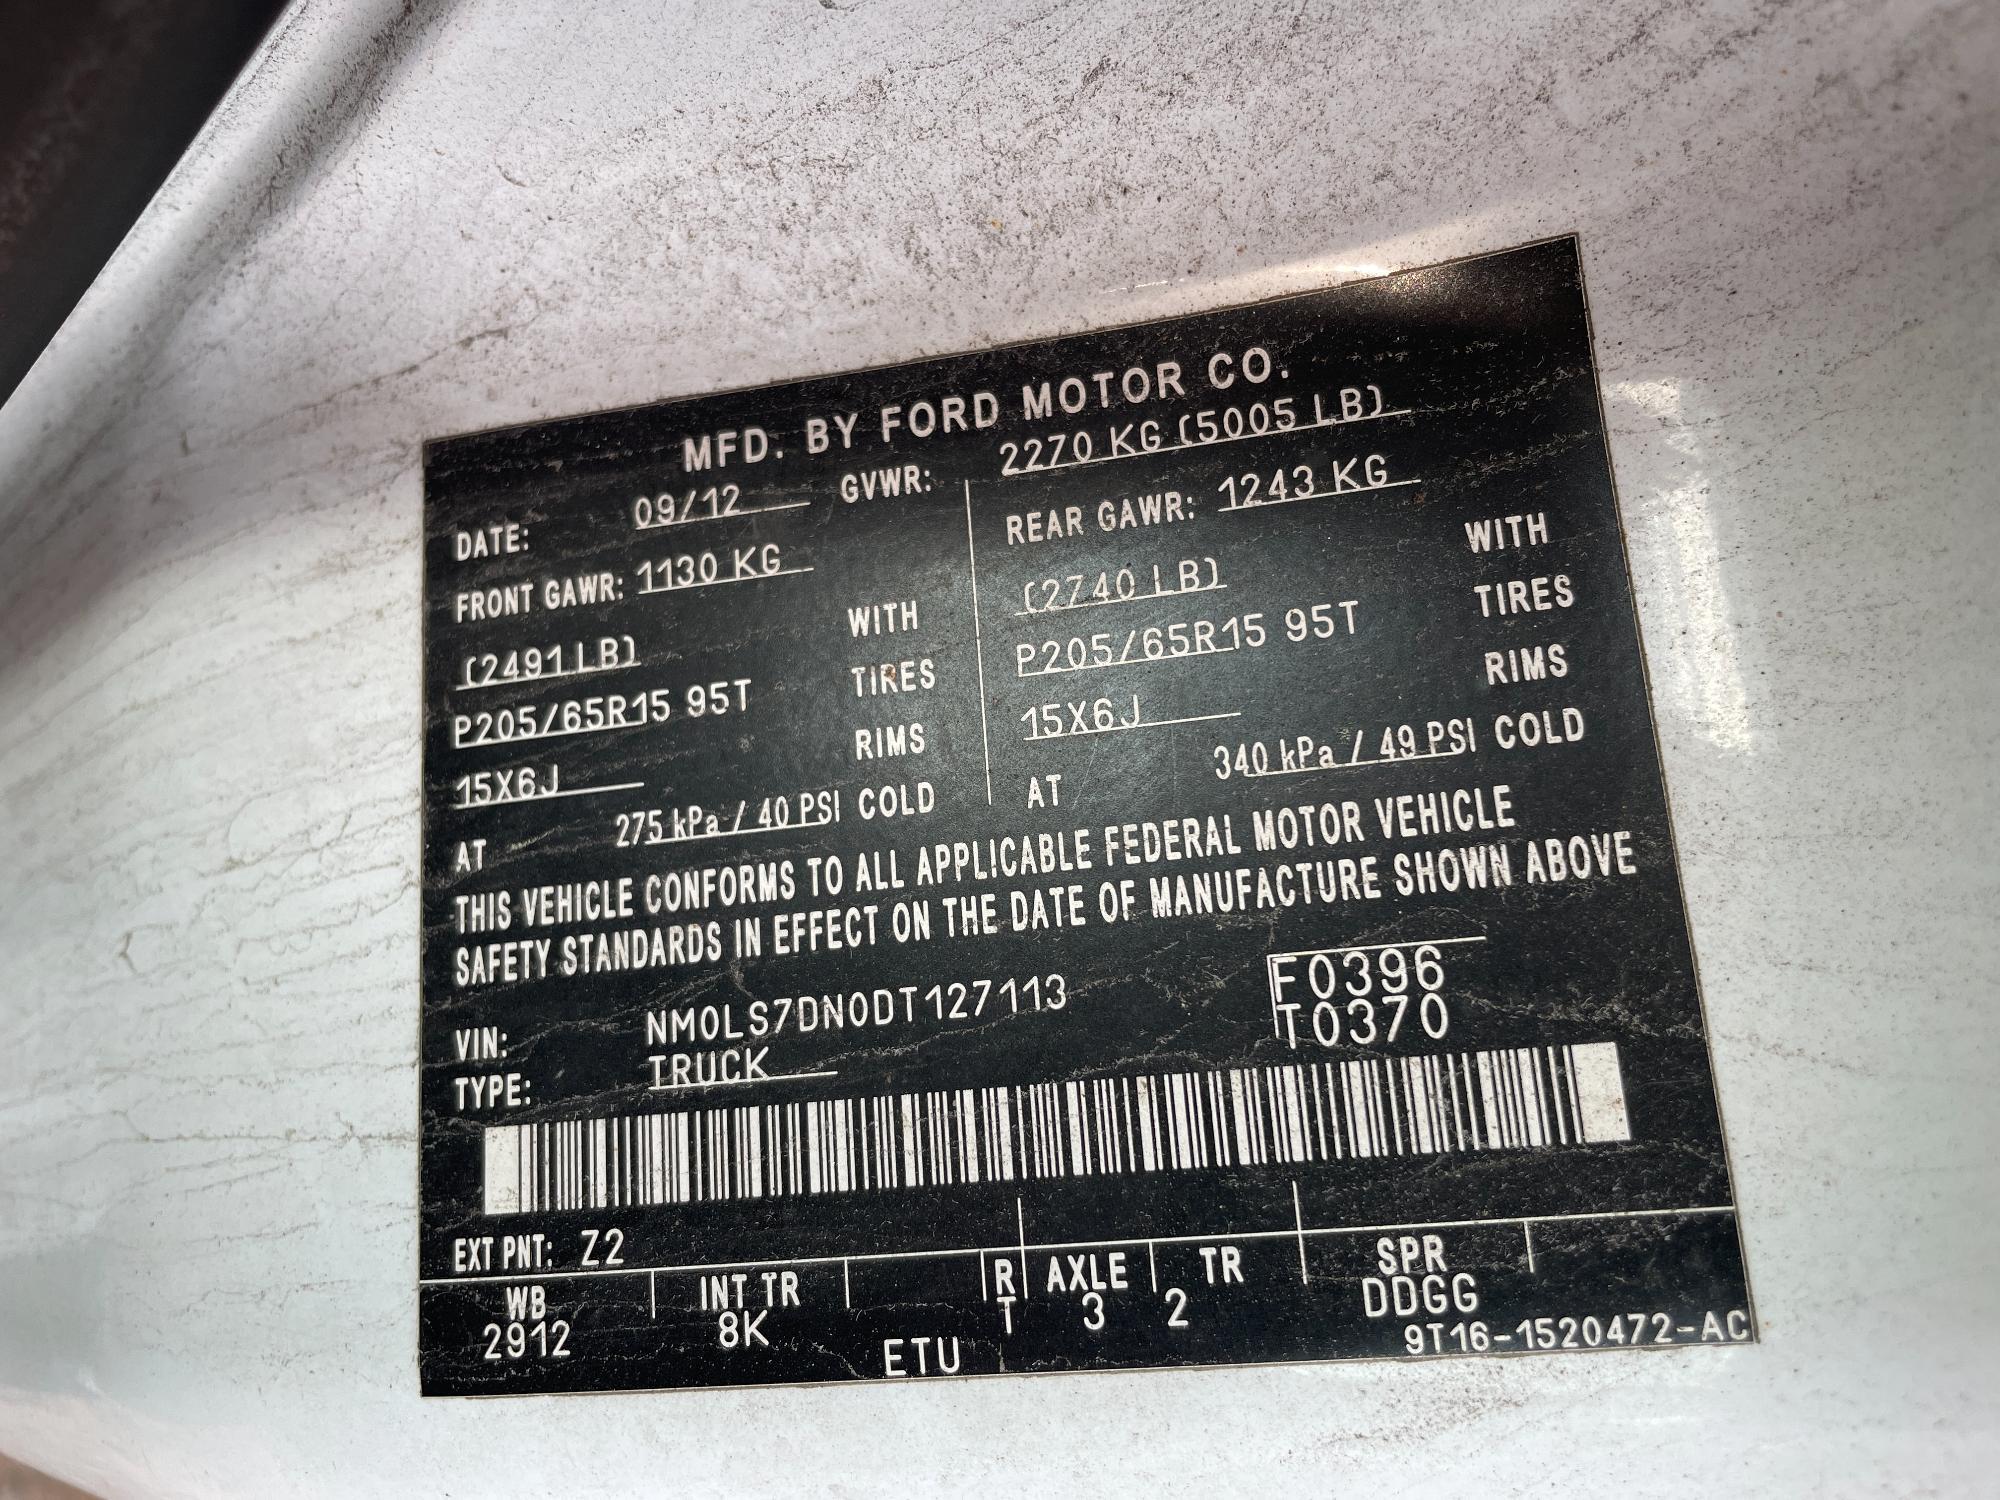 MFD. BY FORD MOTOR CO.
DATE: 09/12 GVWR: 2270 KG (5005 LB)
FRONT GAWR: 1130 KG REAR GAWR: 1243 KG
(2491 LB) WITH (2740 LB) WITH
P205/65R15 95T TIRES P205/65R15 95T TIRES
15X6J RIMS 15X6J RIMS
AT 275 kPa / 40 PSI COLD AT 340 kPa / 49 PSI COLD
THIS VEHICLE CONFORMS TO ALL APPLICABLE FEDERAL MOTOR VEHICLE
SAFETY STANDARDS IN EFFECT ON THE DATE OF MANUFACTURE SHOWN ABOVE
VIN: NM0LS7DN0DT127113 F0396
TYPE: TRUCK T0370
EXT PNT: Z2
WB INT TR R AXLE TR SPR
2912 8K T 3 2 DDGG
ETU 9T16-1520472-AC